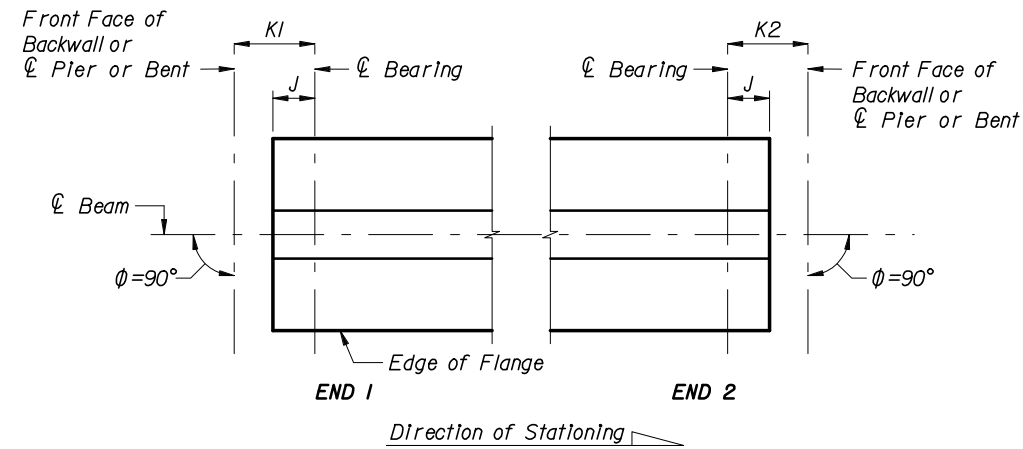 Front Face of
Backwall or
℄ Pier or Bent
K1
J
℄ Bearing
K2
℄ Bearing
J
Front Face of
Backwall or
℄ Pier or Bent
℄ Beam
ϕ=90°
ϕ=90°
Edge of Flange
END 1
END 2
Direction of Stationing